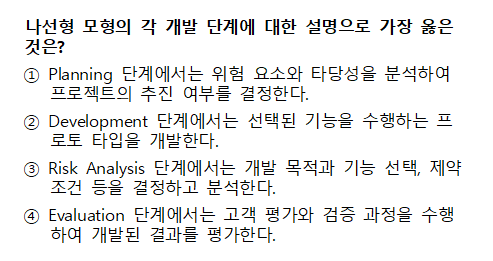 나선형 모형의 각 개발 단계에 대한 설명으로 가장 옳은
것은?
① Planning 단계에서는 위험 요소와 타당성을 분석하여
프로젝트의 추진 여부를 결정한다.
② Development 단계에서는 선택된 기능을 수행하는 프
로토 타입을 개발한다.
③ Risk Analysis 단계에서는 개발 목적과 기능 선택, 제약
조건 등을 결정하고 분석한다.
④ Evaluation 단계에서는 고객 평가와 검증 과정을 수행
하여 개발된 결과를 평가한다.